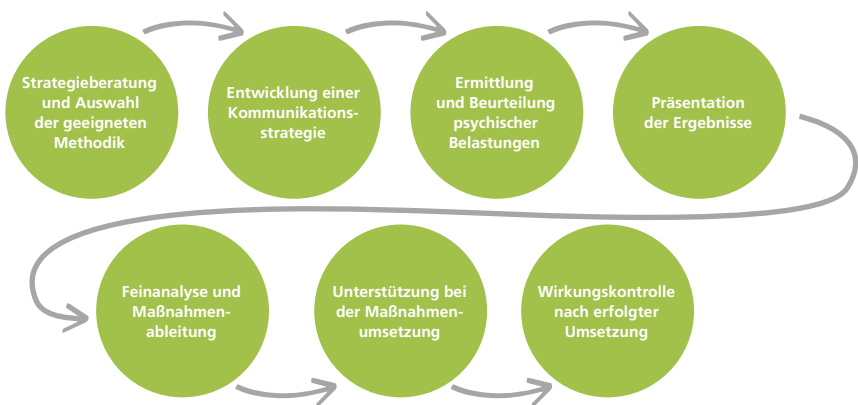 Strategieberatung
und Auswahl
der geeigneten
Methodik
Entwicklung einer
Kommunikations-
strategie
Ermittlung
und Beurteilung
psychischer
Belastungen
Präsentation
der Ergebnisse
Feinanalyse und
Maßnahmen-
ableitung
Unterstützung bei
der Maßnahmen-
umsetzung
Wirkungskontrolle
nach erfolgter
Umsetzung